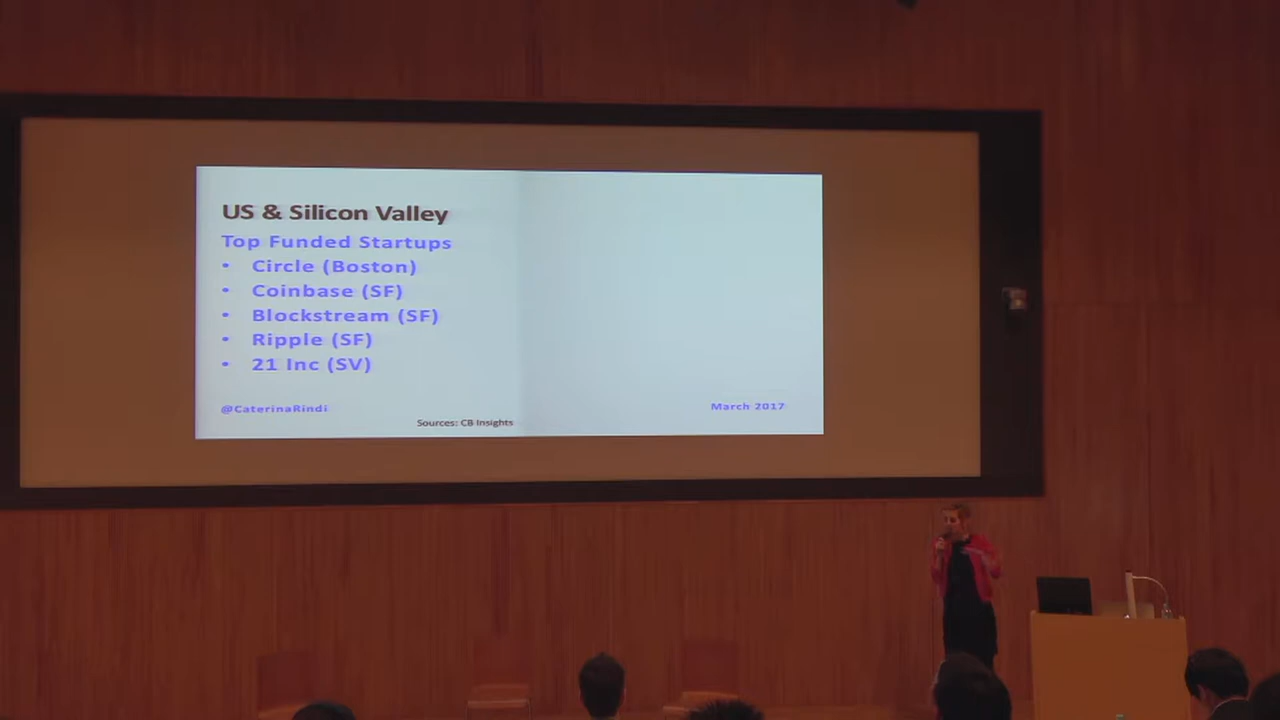 US & Silicon Valley
Top Funded Startups
• Circle (Boston)
• Coinbase (SF)
• Blockstream (SF)
• Ripple (SF)
• 21 Inc (SV)
@CaterinaRindi
March 2017
Sources: CB Insights